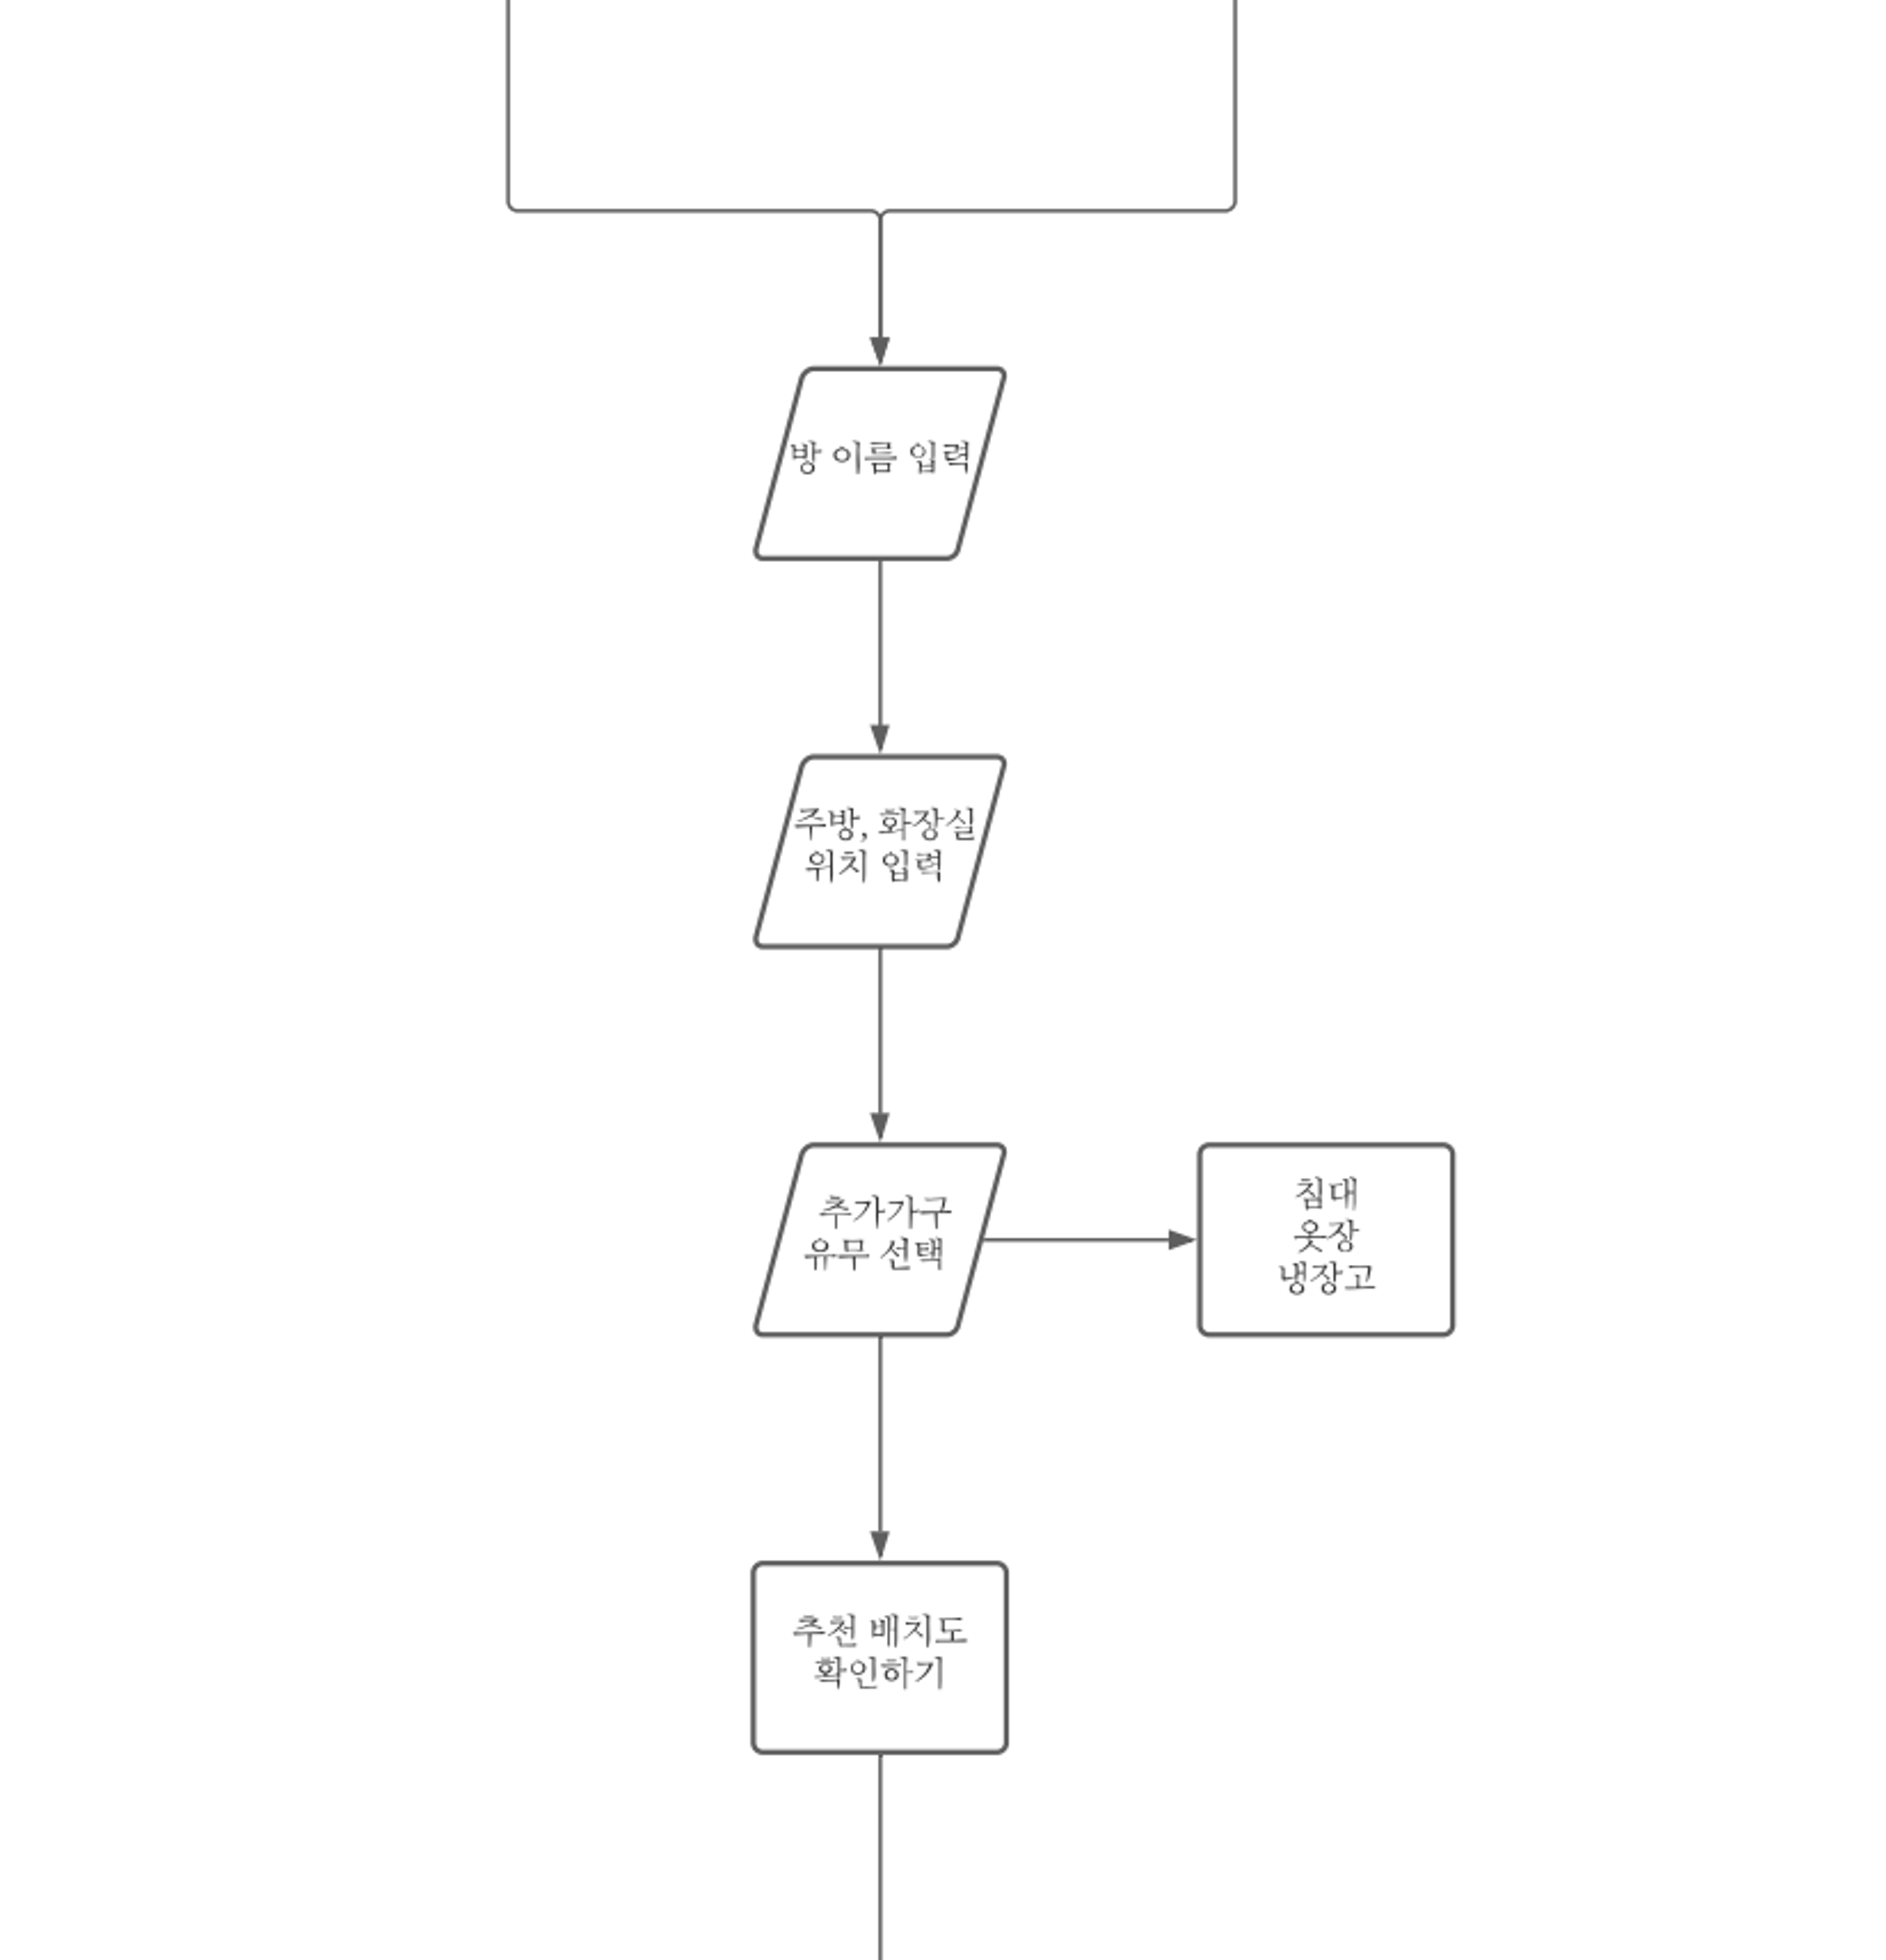 방 이름 입력
주방, 화장실
위치 입력
추가가구
유무 선택
침대
옷장
냉장고
추천 배치도
확인하기